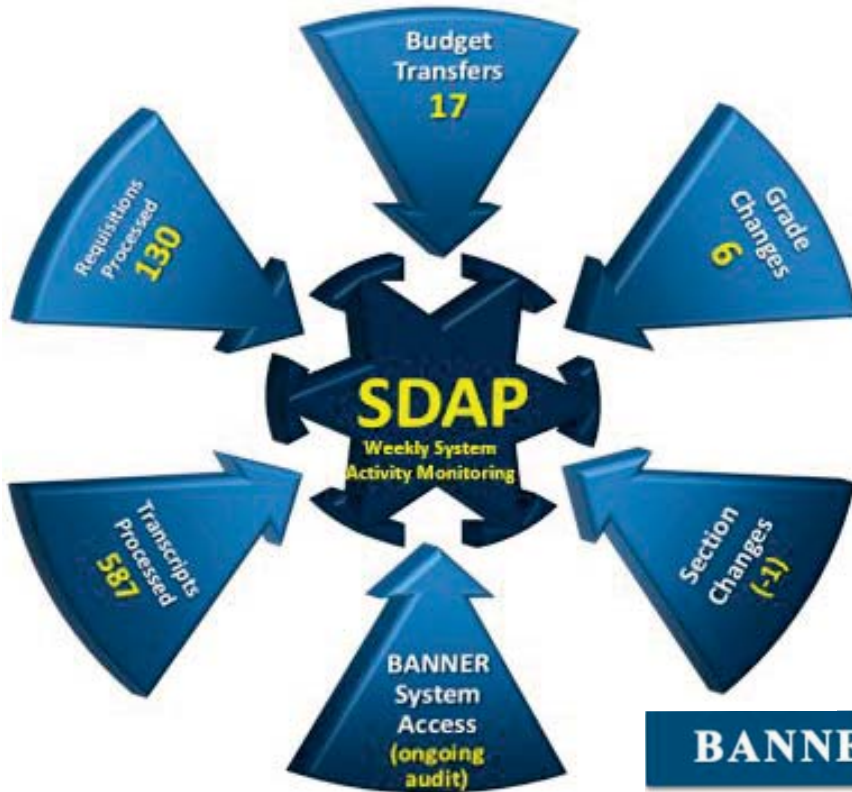 Budget
Transfers
17
Grade
Changes
6
Requisitions
Processed
130
SDAP
Weekly System
Activity Monitoring
Transcripts
Processed
587
Section
Changes
(-1)
BANNER
System
Access
(ongoing
audit)